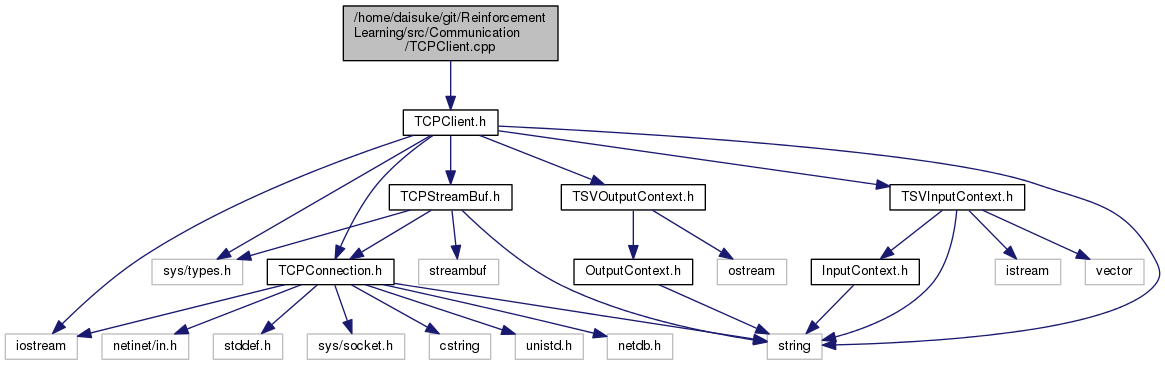 /home/daisuke/git/Reinforcement
Learning/src/Communication
/TCPClient.cpp
TCPClient.h
TCPStreamBuf.h
TSVOutputContext.h
TSVInputContext.h
sys/types.h
TCPConnection.h
streambuf
OutputContext.h
ostream
InputContext.h
istream
vector
iostream
netinet/in.h
stddef.h
sys/socket.h
cstring
unistd.h
netdb.h
string